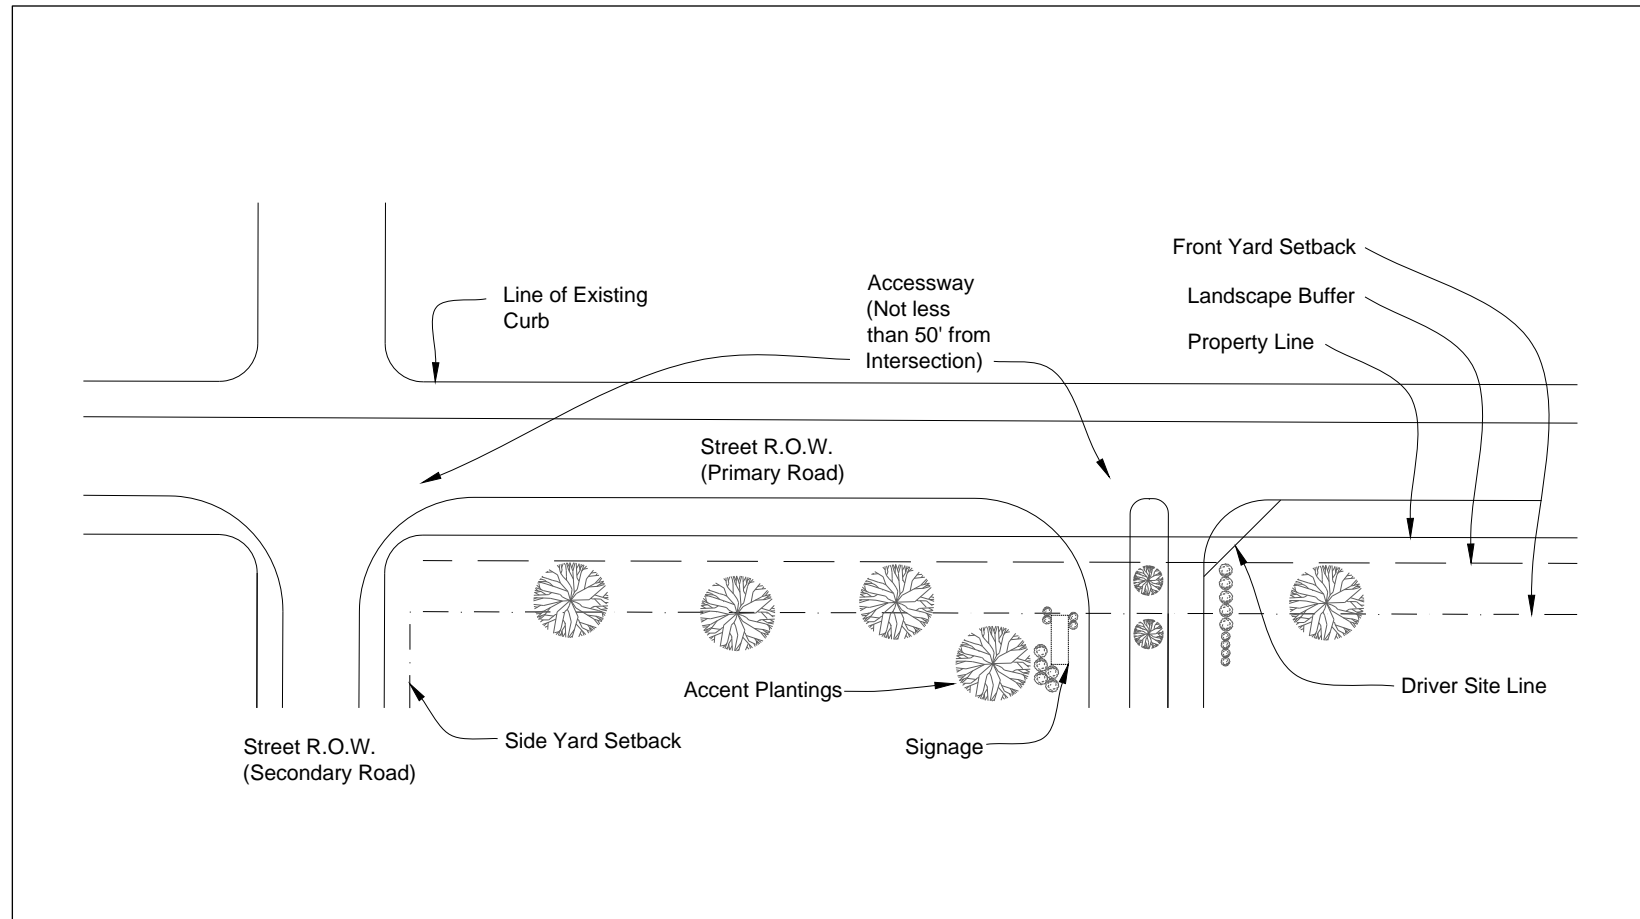 Front Yard Setback
Landscape Buffer
Property Line
Accessway
(Not less
than 50' from
Intersection)
Line of Existing
Curb
Street R.O.W.
(Primary Road)
Accent Plantings
Driver Site Line
Side Yard Setback
Signage
Street R.O.W.
(Secondary Road)